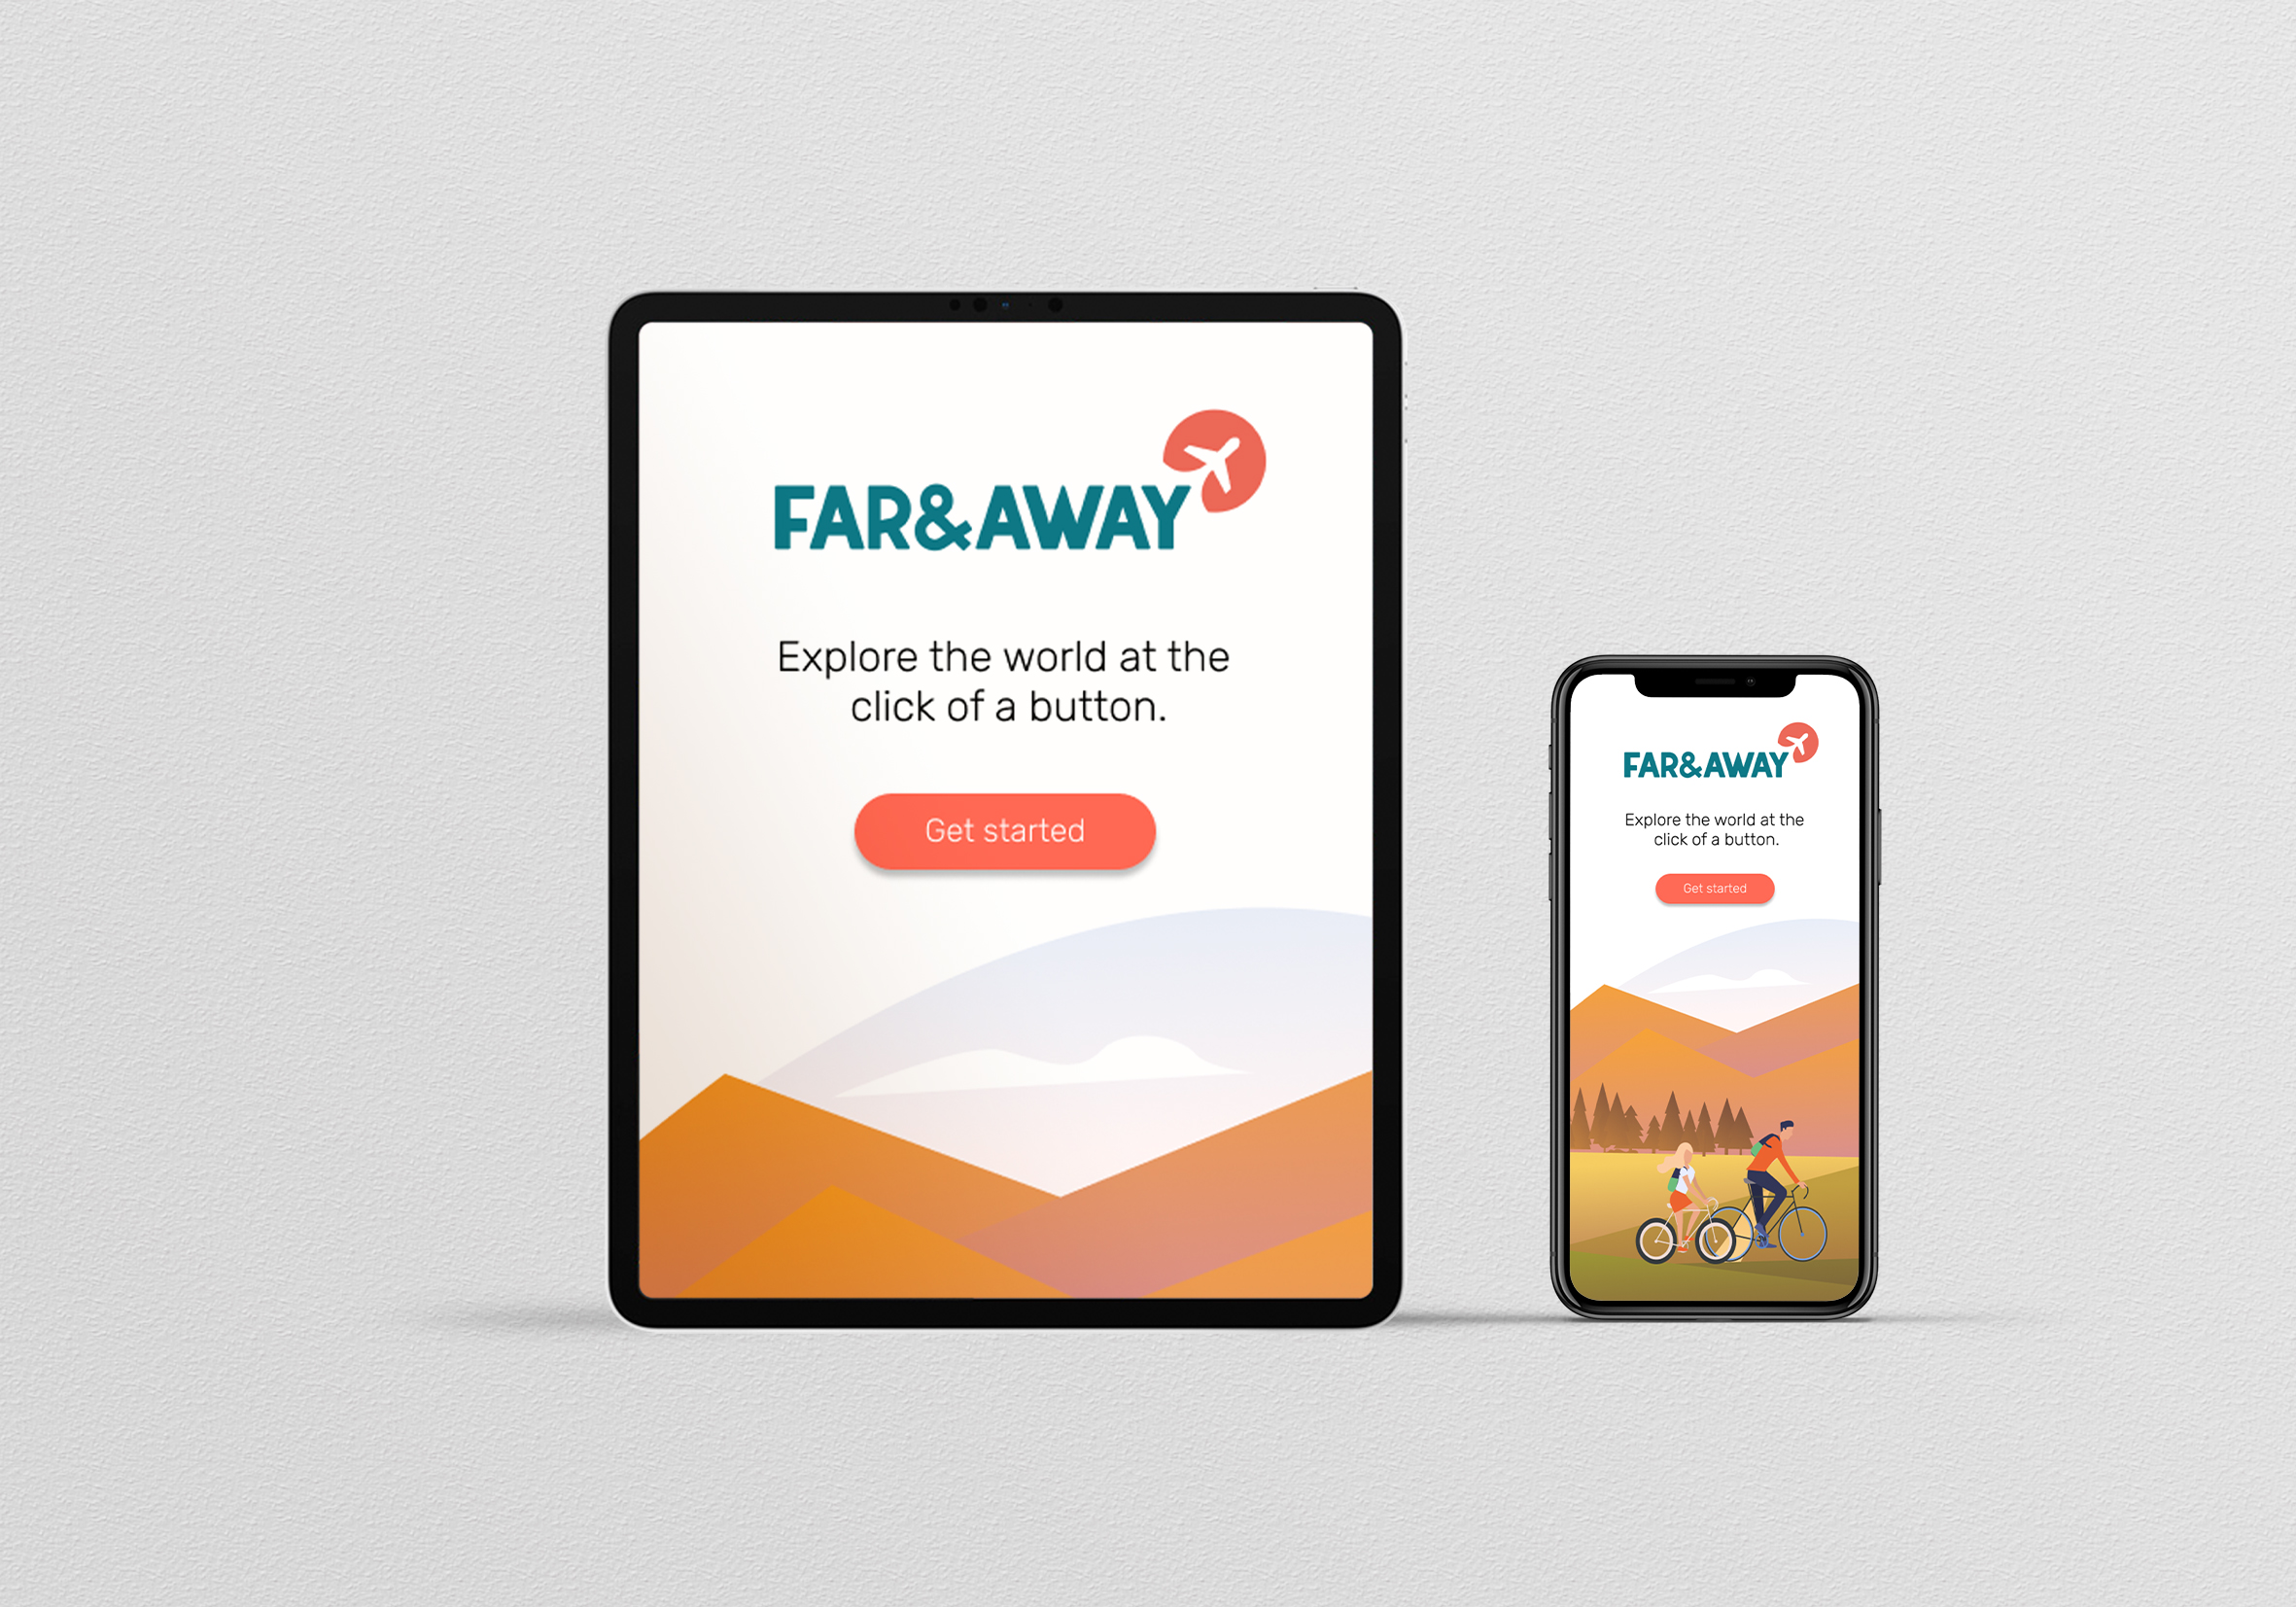 FAR&AWAY
Explore the world at the
click of a button.
Get started
FAR&AWAY
Explore the world at the
click of a button.
Get started